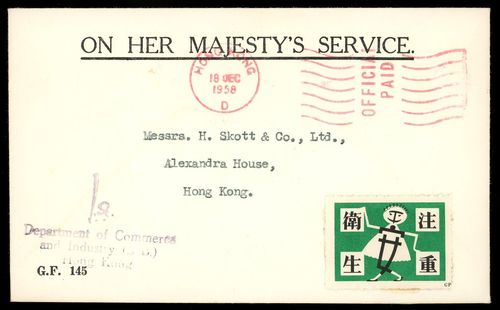 ON HER MAJESTY'S SERVICE.
HONG KONG
18 DEC
1958
D
OFFICIAL
PAID
Messrs. H. Skott & Co., Ltd.,
Alexandra House,
Hong Kong.
Department of Commerce
and Industry
Hong Kong
G.F. 145
衞 注
生 重